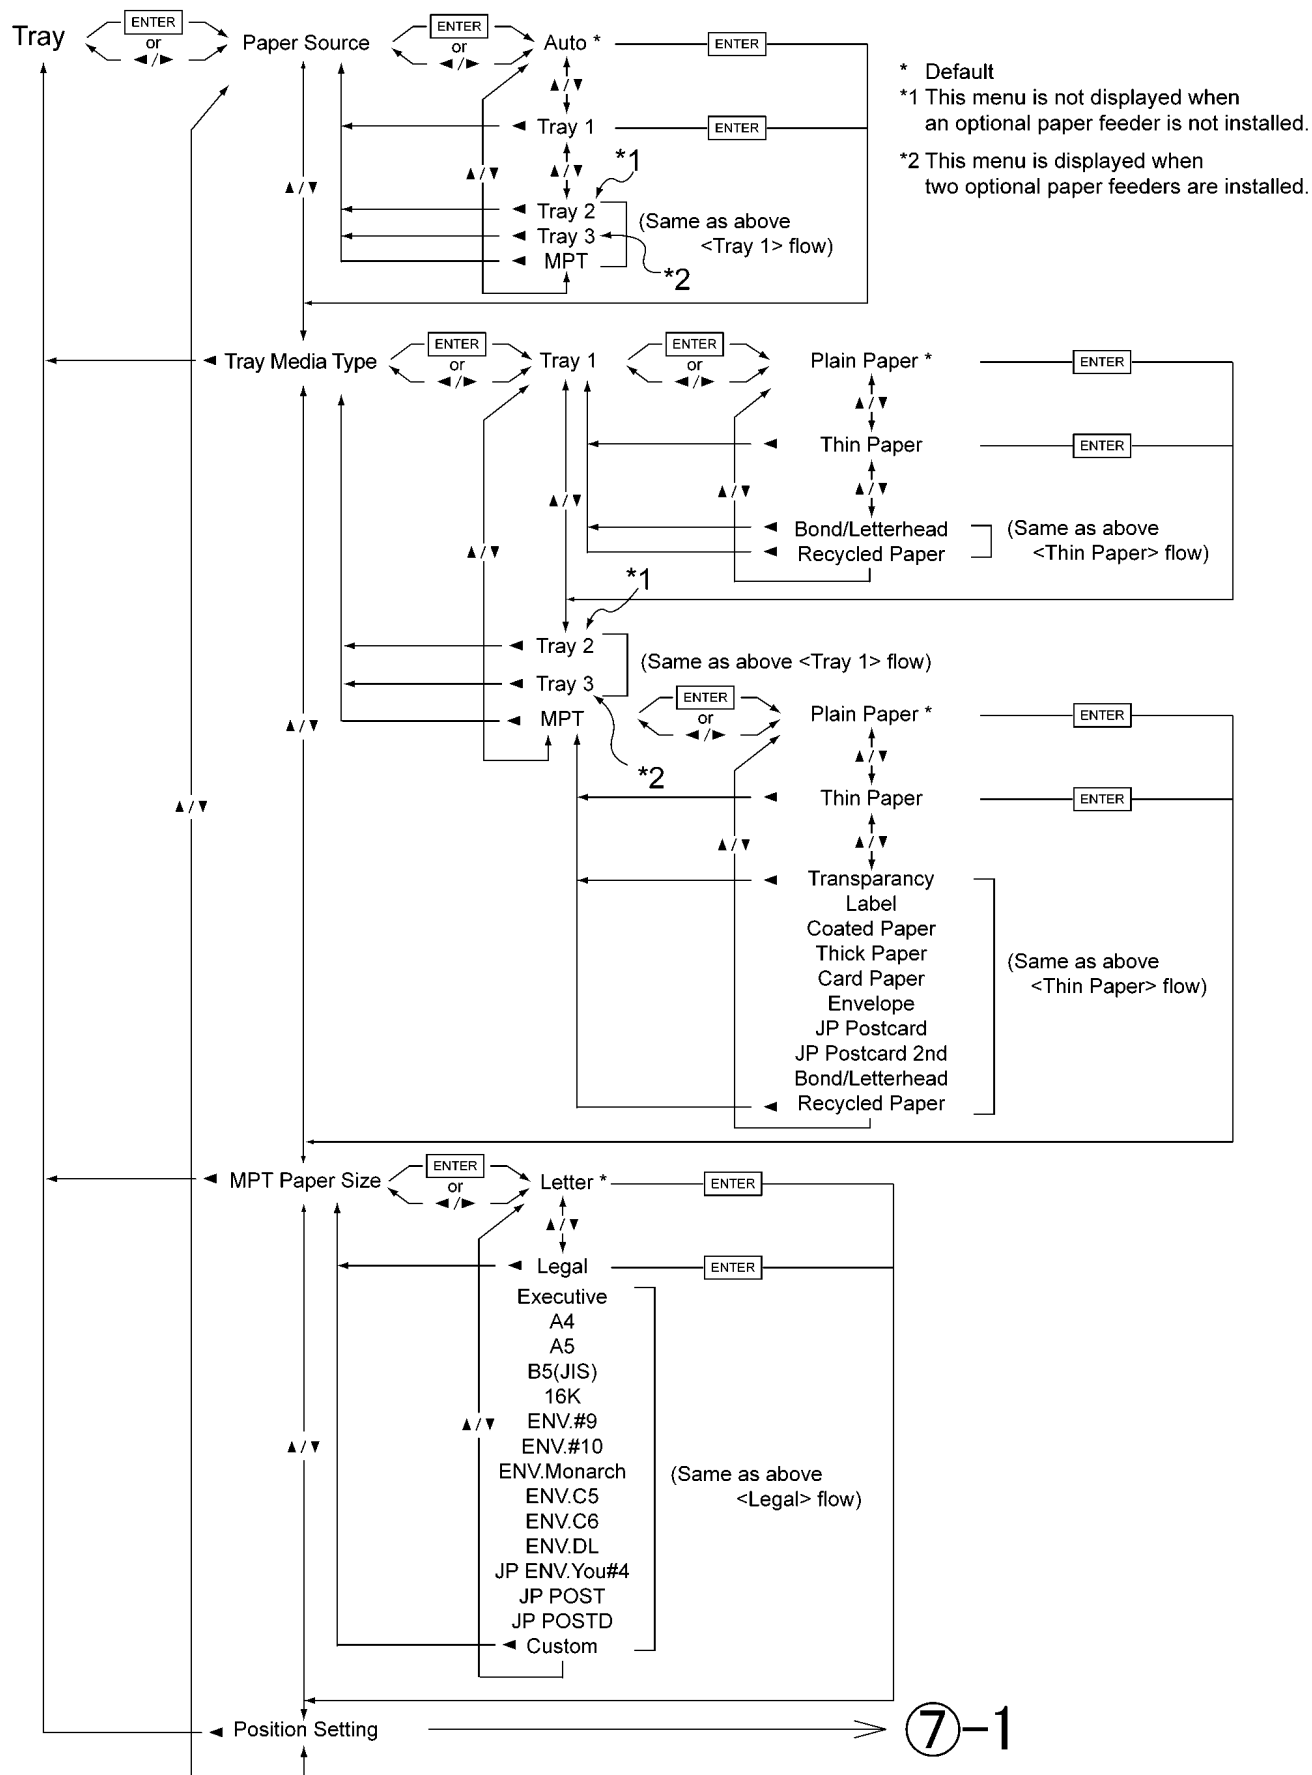 Tray
ENTER
or
◄/►
Paper Source
ENTER
or
◄/►
Auto *
ENTER
* Default
*1 This menu is not displayed when
an optional paper feeder is not installed.
*2 This menu is displayed when
two optional paper feeders are installed.
▲/▼
◄ Tray 1
ENTER
▲/▼
▲/▼
▲/▼
*1
◄ Tray 2
◄ Tray 3
◄ MPT
(Same as above
<Tray 1> flow)
*2
◄ Tray Media Type
ENTER
or
◄/►
Tray 1
ENTER
or
◄/►
Plain Paper *
ENTER
▲/▼
◄ Thin Paper
ENTER
▲/▼
▲/▼
▲/▼
▲/▼
◄ Bond/Letterhead
◄ Recycled Paper
(Same as above
<Thin Paper> flow)
*1
◄ Tray 2
◄ Tray 3
(Same as above <Tray 1> flow)
◄ MPT
*2
ENTER
or
◄/►
Plain Paper *
ENTER
▲/▼
▲/▼
▲/▼
◄ Thin Paper
ENTER
▲/▼
▲/▼
◄ Transparancy
Label
Coated Paper
Thick Paper
Card Paper
Envelope
JP Postcard
JP Postcard 2nd
Bond/Letterhead
◄ Recycled Paper
(Same as above
<Thin Paper> flow)
◄ MPT Paper Size
ENTER
or
◄/►
Letter *
ENTER
▲/▼
◄ Legal
ENTER
Executive
A4
A5
B5(JIS)
16K
ENV.#9
ENV.#10
ENV.Monarch
ENV.C5
ENV.C6
ENV.DL
JP ENV.You#4
JP POST
JP POSTD
◄ Custom
▲/▼
▲/▼
(Same as above
<Legal> flow)
◄ Position Setting
⑦-1